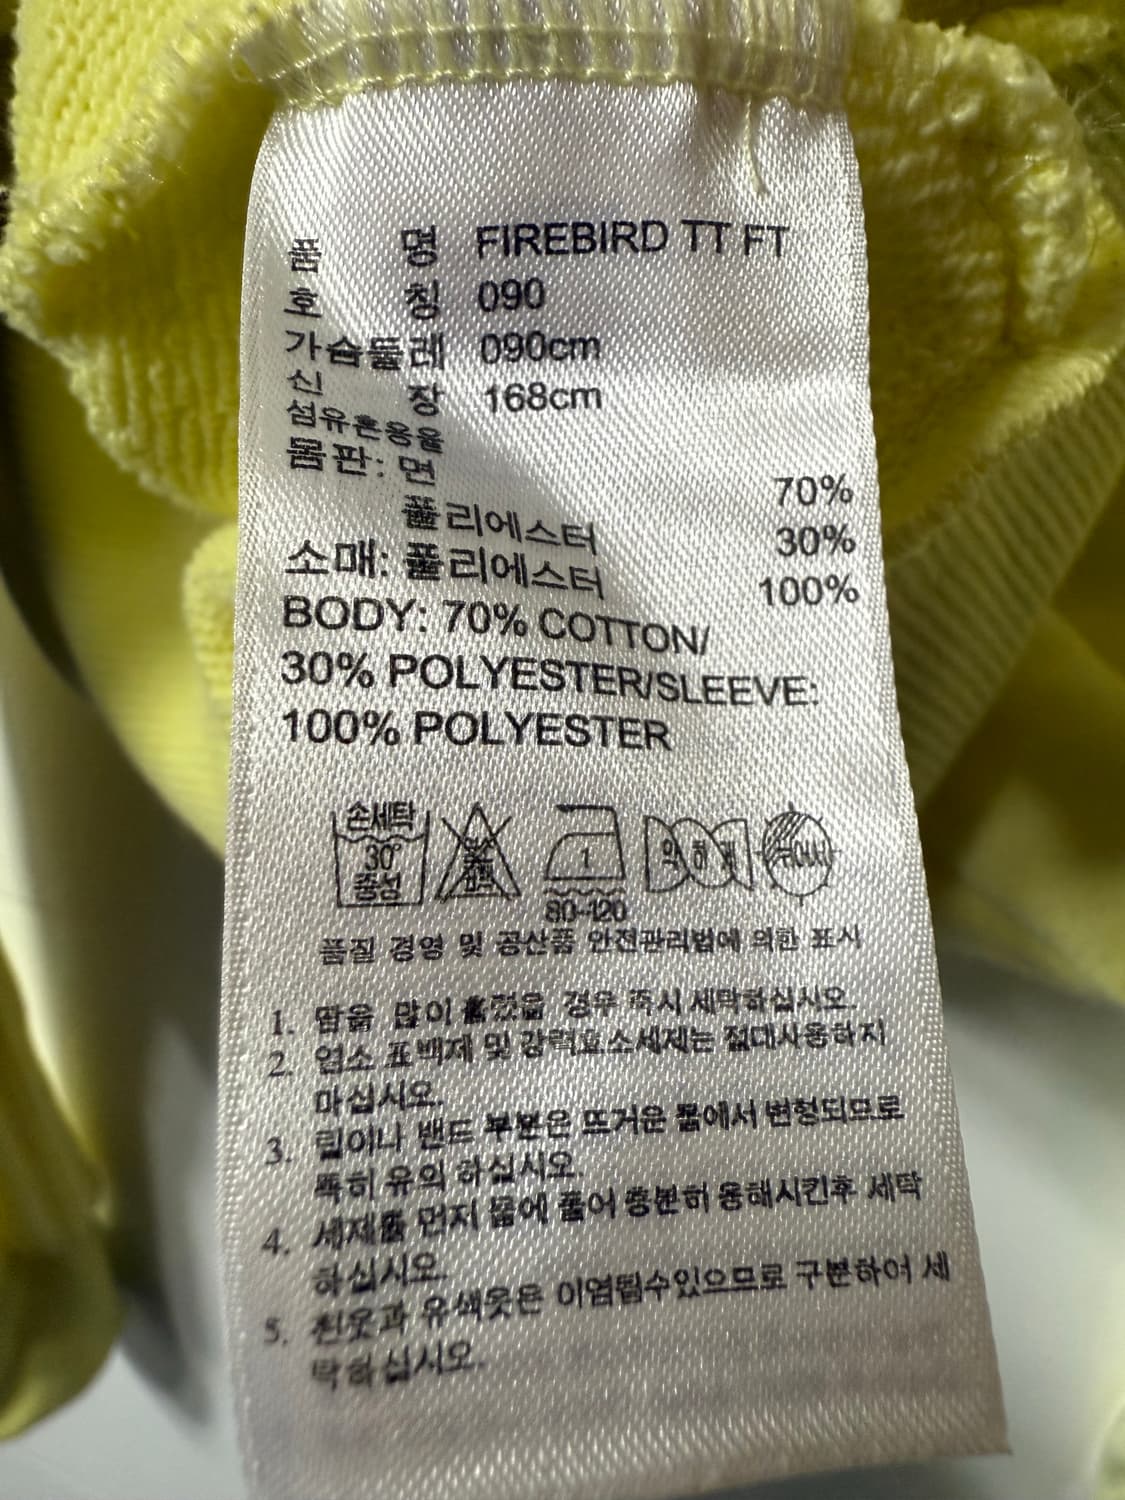 품 명 FIREBIRD TT FT
호 칭 090
가슴둘레 090cm
신 장 168cm
섬유혼용율
몸판: 면 70%
폴리에스터 30%
소매: 폴리에스터 100%
BODY: 70% COTTON/
30% POLYESTER/SLEEVE:
100% POLYESTER
손세탁
30°
중성
1
80-120
약하게
품질 경영 및 공산품 안전관리법에 의한 표시
1. 땀을 많이 흘렸을 경우 즉시 세탁하십시오.
2. 염소 표백제 및 강력효소세제는 절대사용하지
마십시오.
3. 립이나 밴드 부분은 뜨거운 물에서 변형되므로
특히 유의 하십시오.
4. 세제를 먼저 물에 풀어 충분히 용해시킨후 세탁
하십시오.
5. 흰옷과 유색옷은 이염될수있으므로 구분하여 세
탁하십시오.